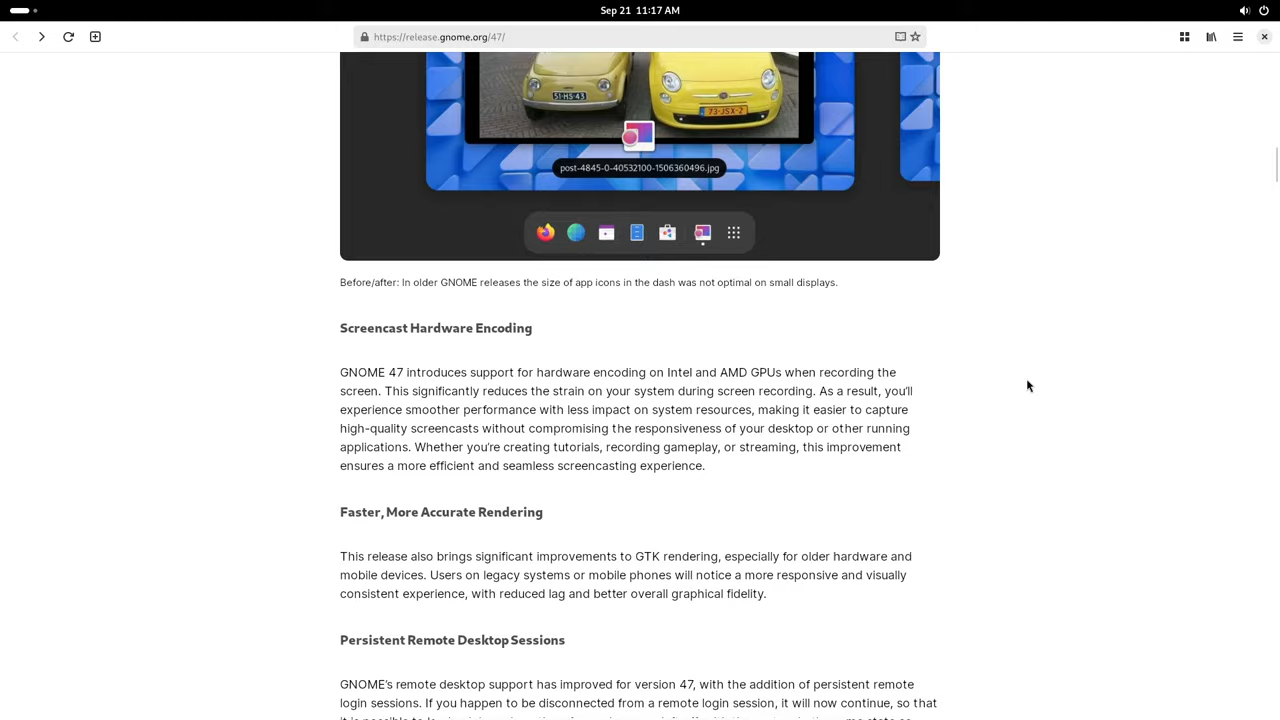 Sep 21 11:17 AM
https://release.gnome.org/47/
51-HS-43
73-JSX-2
post-4845-0-40532100-1506360496.jpg
Before/after: In older GNOME releases the size of app icons in the dash was not optimal on small displays.
Screencast Hardware Encoding
GNOME 47 introduces support for hardware encoding on Intel and AMD GPUs when recording the
screen. This significantly reduces the strain on your system during screen recording. As a result, you'll
experience smoother performance with less impact on system resources, making it easier to capture
high-quality screencasts without compromising the responsiveness of your desktop or other running
applications. Whether you're creating tutorials, recording gameplay, or streaming, this improvement
ensures a more efficient and seamless screencasting experience.
Faster, More Accurate Rendering
This release also brings significant improvements to GTK rendering, especially for older hardware and
mobile devices. Users on legacy systems or mobile phones will notice a more responsive and visually
consistent experience, with reduced lag and better overall graphical fidelity.
Persistent Remote Desktop Sessions
GNOME's remote desktop support has improved for version 47, with the addition of persistent remote
login sessions. If you happen to be disconnected from a remote login session, it will now continue, so that